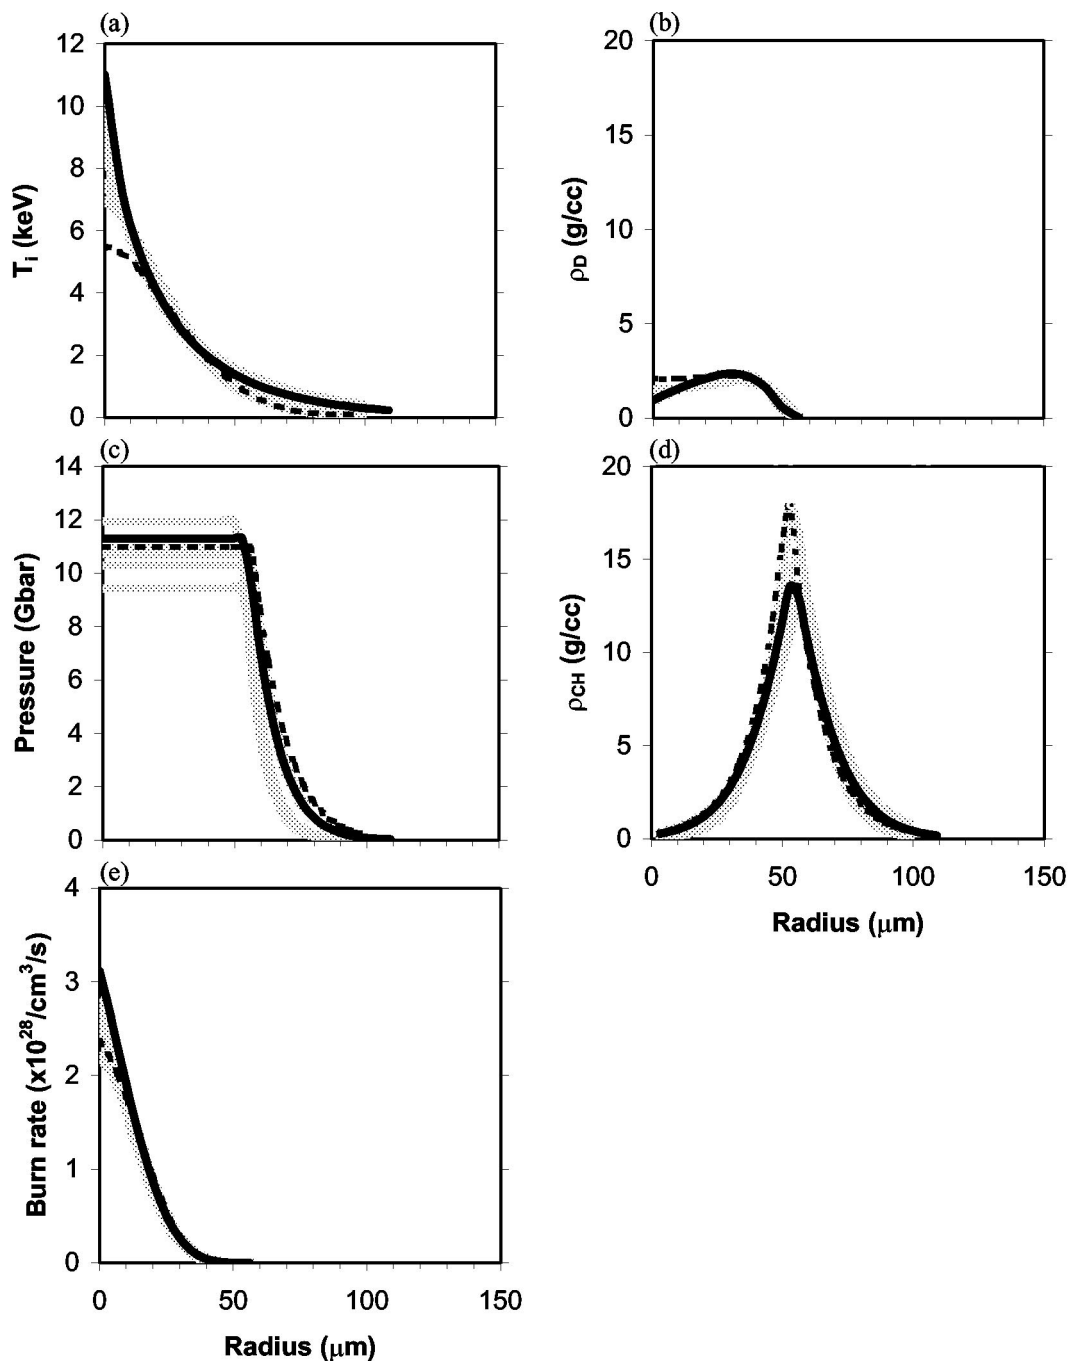 (a)
12
10
8
6
4
2
0
T_i (keV)
(b)
20
15
10
5
0
ρ_D (g/cc)
(c)
14
12
10
8
6
4
2
0
Pressure (Gbar)
(d)
20
15
10
5
0
ρ_CH (g/cc)
0 50 100 150
Radius (μm)
(e)
4
3
2
1
0
Burn rate (x10^28/cm^3/s)
0 50 100 150
Radius (μm)